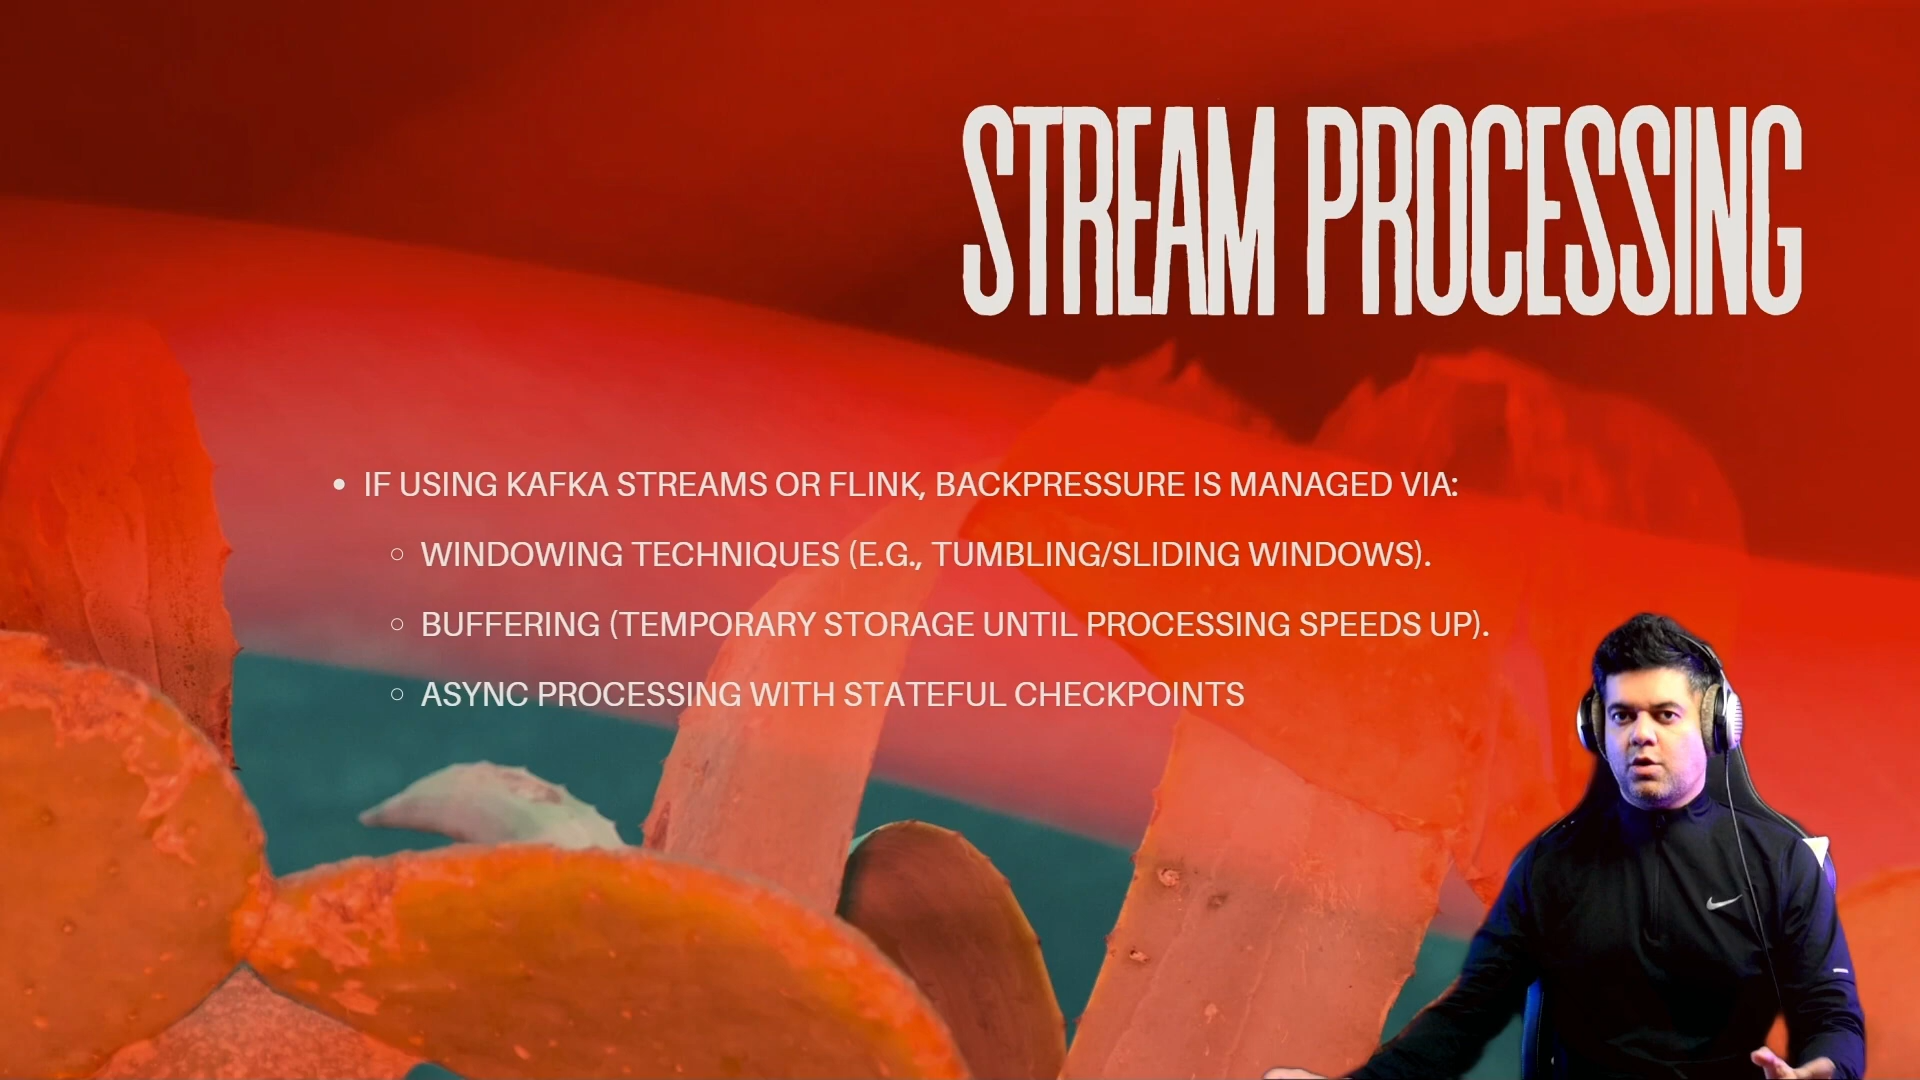 STREAM PROCESSING
• IF USING KAFKA STREAMS OR FLINK, BACKPRESSURE IS MANAGED VIA:
○ WINDOWING TECHNIQUES (E.G., TUMBLING/SLIDING WINDOWS).
○ BUFFERING (TEMPORARY STORAGE UNTIL PROCESSING SPEEDS UP).
○ ASYNC PROCESSING WITH STATEFUL CHECKPOINTS